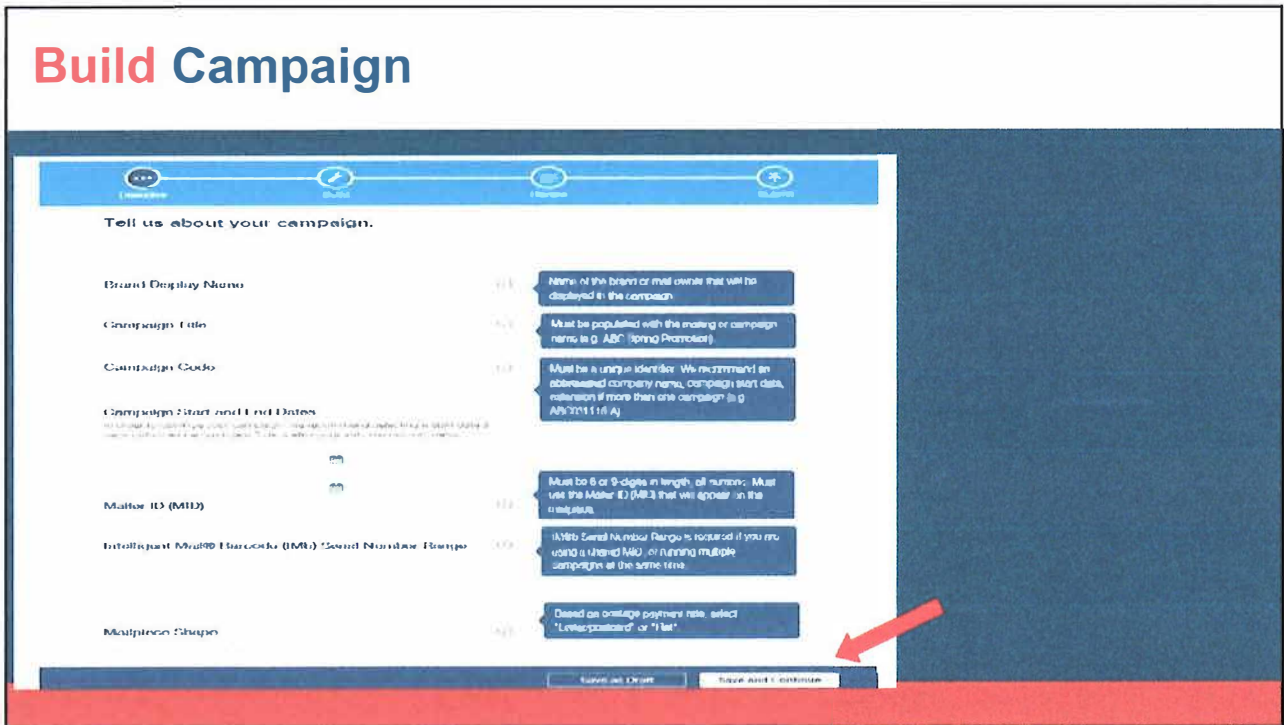 Build Campaign
Tell us about your campaign.
Brand Display Name
Name of the brand or mail owner that will be
displayed in the campaign
Campaign Title
Must be populated with the mailing or campaign
name (e.g. ABC Spring Promotion)
Campaign Code
Must be a unique identifier. We recommend an
abbreviated company name, campaign start date,
extension if more than one campaign (e.g.
Campaign Start and End Dates
Mailer ID (MID)
Must be 6 or 9-digits in length, all numeric. Must
use the Mailer ID (MID) that will appear on the
mailpiece.
Intelligent Mail® Barcode (IMb) Serial Number Range
IMb Serial Number Range is required if you are
using a shared MID, or running multiple
campaigns at the same time.
Mailpiece Shape
Based on postage payment rate, select
"Letter/postcard" or "Flat".
Save as Draft
Save and Continue